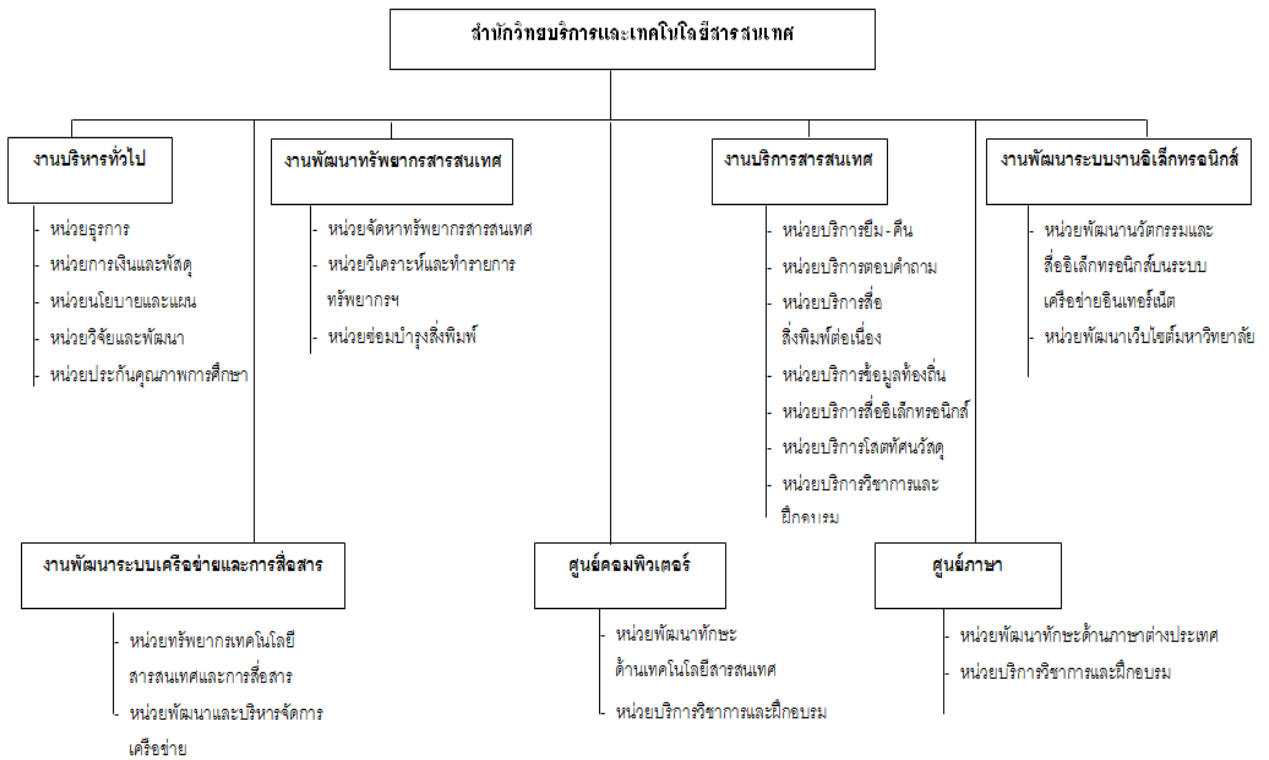 สำนักวิทยบริการและเทคโนโลยีสารสนเทศ
งานบริหารทั่วไป
- หน่วยธุรการ
- หน่วยการเงินและพัสดุ
- หน่วยนโยบายและแผน
- หน่วยวิจัยและพัฒนา
- หน่วยประกันคุณภาพการศึกษา
งานพัฒนาทรัพยากรสารสนเทศ
- หน่วยจัดหาทรัพยากรสารสนเทศ
- หน่วยวิเคราะห์และทำรายการ
ทรัพยากรฯ
- หน่วยซ่อมบำรุงสิ่งพิมพ์
งานบริการสารสนเทศ
- หน่วยบริการยืม - คืน
- หน่วยบริการตอบคำถาม
- หน่วยบริการสื่อ
สิ่งพิมพ์ต่อเนื่อง
- หน่วยบริการข้อมูลท้องถิ่น
- หน่วยบริการสื่ออิเล็กทรอนิกส์
- หน่วยบริการโสตทัศนวัสดุ
- หน่วยบริการวิชาการและ
ฝึกอบรม
งานพัฒนาระบบงานอิเล็กทรอนิกส์
- หน่วยพัฒนานวัตกรรมและ
สื่ออิเล็กทรอนิกส์บนระบบ
เครือข่ายอินเทอร์เน็ต
- หน่วยพัฒนาเว็บไซต์มหาวิทยาลัย
งานพัฒนาระบบเครือข่ายและการสื่อสาร
- หน่วยทรัพยากรเทคโนโลยี
สารสนเทศและการสื่อสาร
- หน่วยพัฒนาและบริหารจัดการ
เครือข่าย
ศูนย์คอมพิวเตอร์
- หน่วยพัฒนาทักษะ
ด้านเทคโนโลยีสารสนเทศ
- หน่วยบริการวิชาการและฝึกอบรม
ศูนย์ภาษา
- หน่วยพัฒนาทักษะด้านภาษาต่างประเทศ
- หน่วยบริการวิชาการและฝึกอบรม